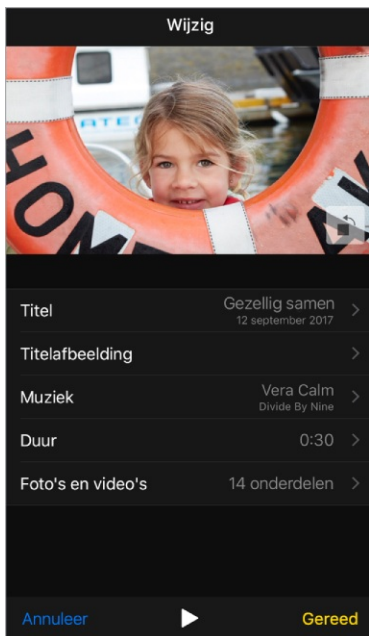 Wijzig
ATE
HOME
Titel
Gezellig samen
12 september 2017
Titelafbeelding
Muziek
Vera Calm
Divide By Nine
Duur
0:30
Foto's en video's
14 onderdelen
Annuleer
Gereed